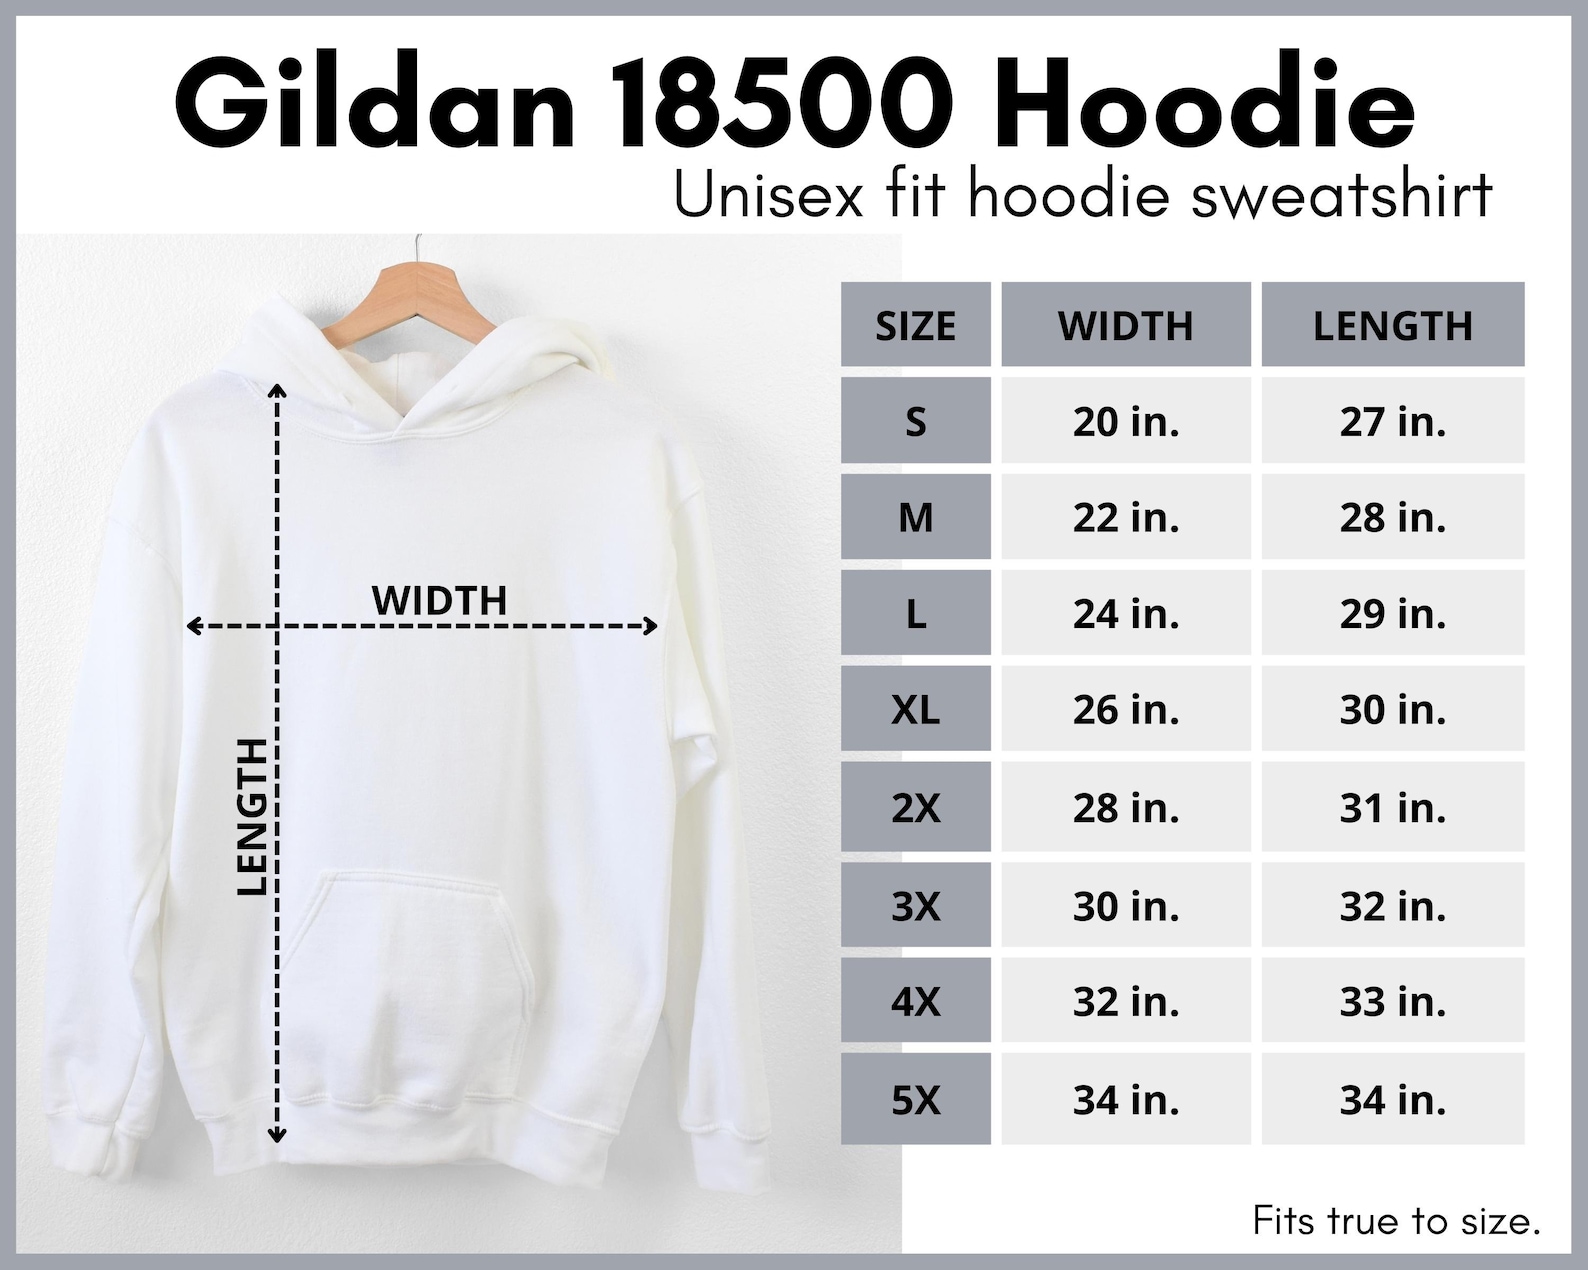 Gildan 18500 Hoodie
Unisex fit hoodie sweatshirt
WIDTH
LENGTH
SIZE WIDTH LENGTH
S 20 in. 27 in.
M 22 in. 28 in.
L 24 in. 29 in.
XL 26 in. 30 in.
2X 28 in. 31 in.
3X 30 in. 32 in.
4X 32 in. 33 in.
5X 34 in. 34 in.
Fits true to size.